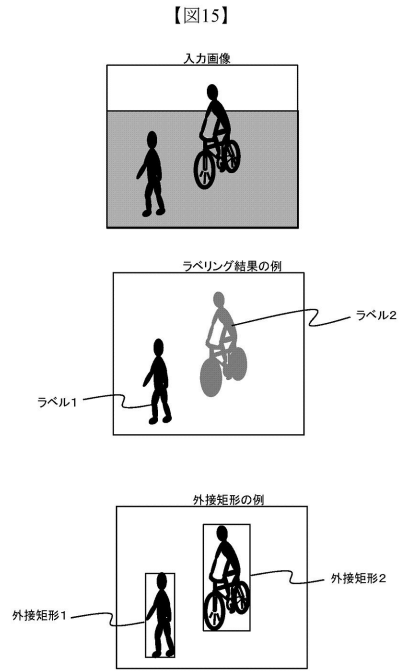 【図15】
入力画像
ラベリング結果の例
ラベル2
ラベル1
外接矩形の例
外接矩形2
外接矩形1